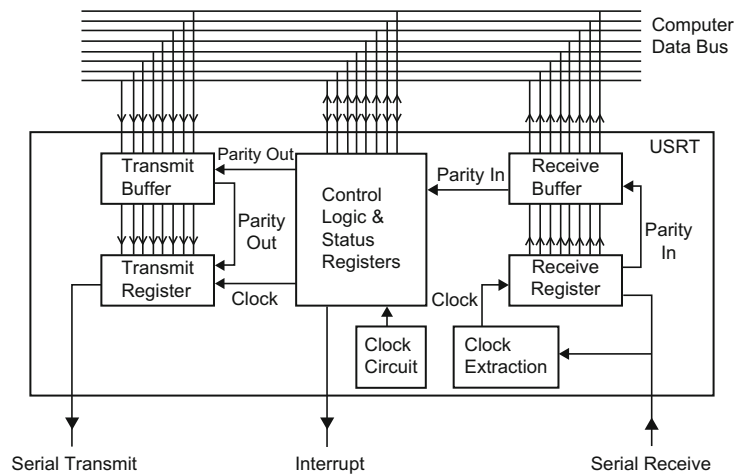 Computer
Data Bus
USRT
Transmit
Buffer
Parity Out
Control
Logic &
Status
Registers
Parity In
Receive
Buffer
Parity
Out
Parity
In
Transmit
Register
Clock
Clock
Receive
Register
Clock
Circuit
Clock
Extraction
Serial Transmit
Interrupt
Serial Receive